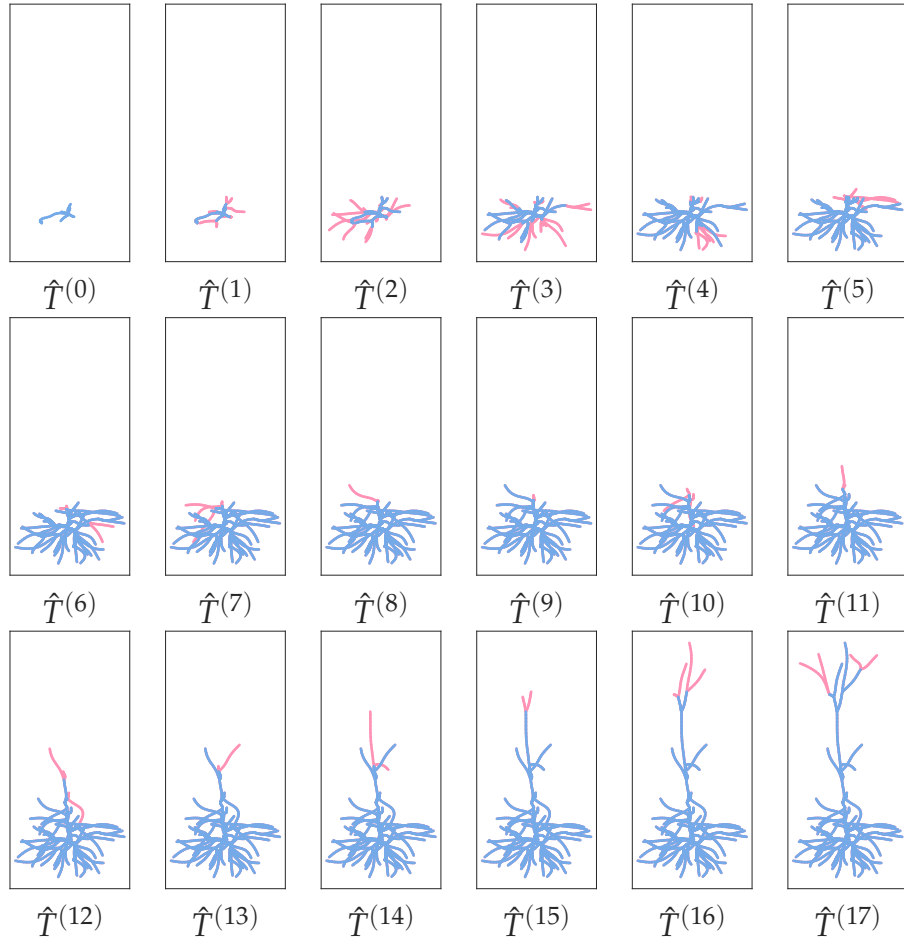 T̂(0) T̂(1) T̂(2) T̂(3) T̂(4) T̂(5)
T̂(6) T̂(7) T̂(8) T̂(9) T̂(10) T̂(11)
T̂(12) T̂(13) T̂(14) T̂(15) T̂(16) T̂(17)